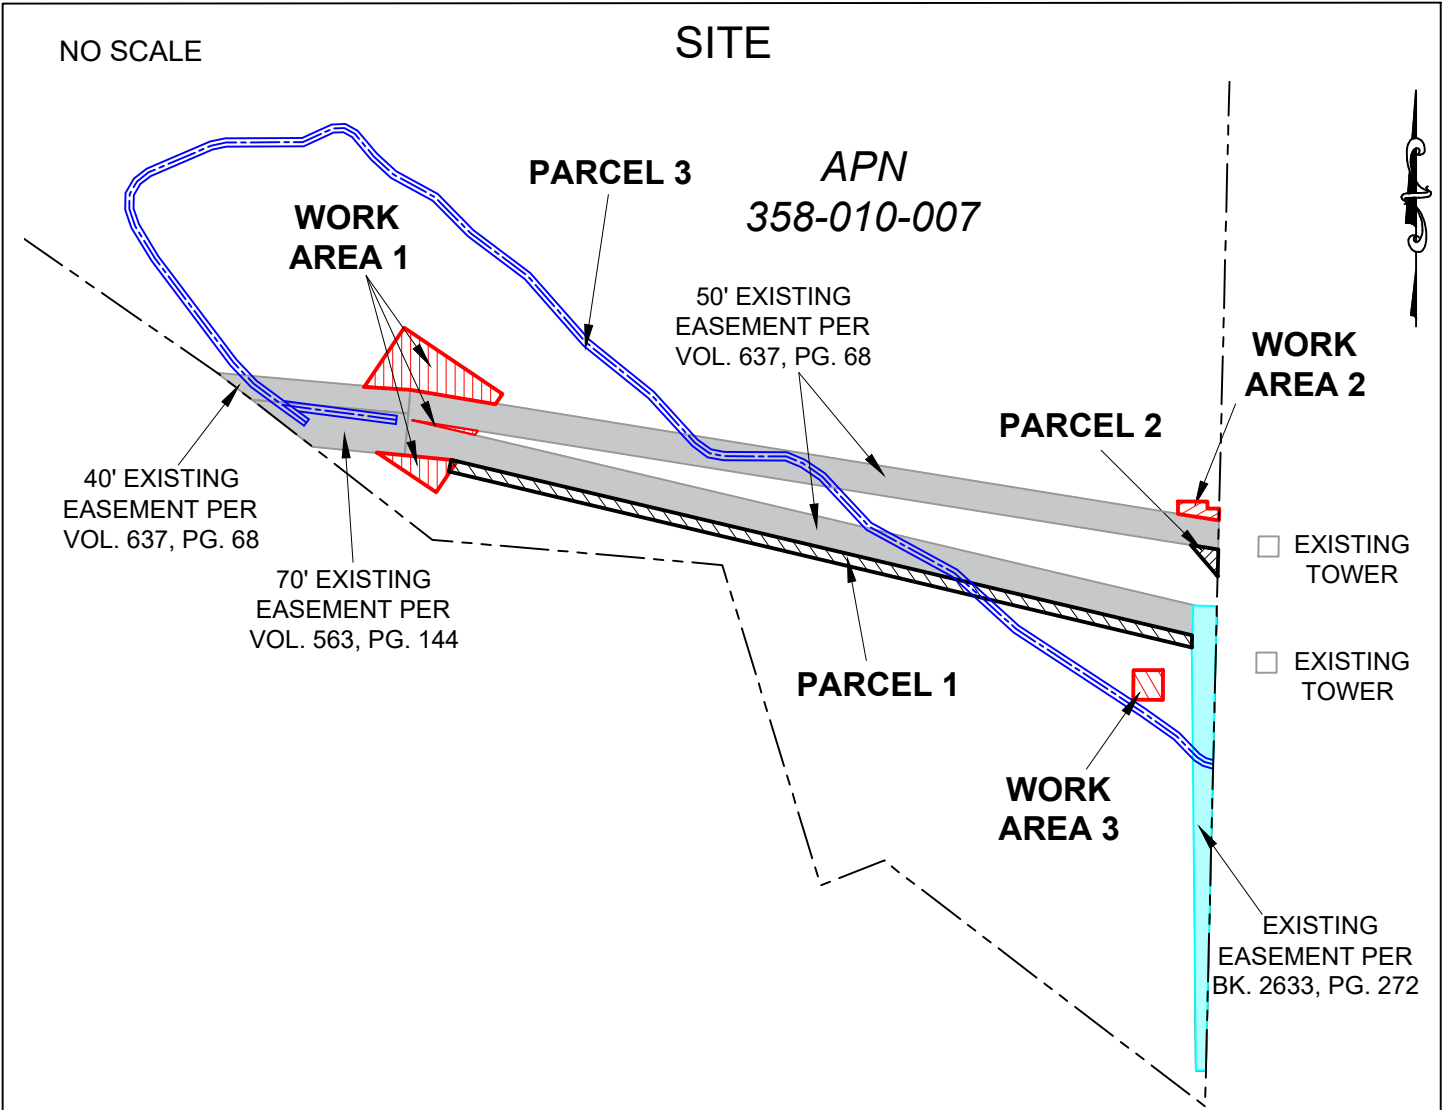 NO SCALE
SITE
APN
358-010-007
PARCEL 3
WORK
AREA 1
50' EXISTING
EASEMENT PER
VOL. 637, PG. 68
WORK
AREA 2
PARCEL 2
40' EXISTING
EASEMENT PER
VOL. 637, PG. 68
EXISTING
TOWER
70' EXISTING
EASEMENT PER
VOL. 563, PG. 144
EXISTING
TOWER
PARCEL 1
WORK
AREA 3
EXISTING
EASEMENT PER
BK. 2633, PG. 272